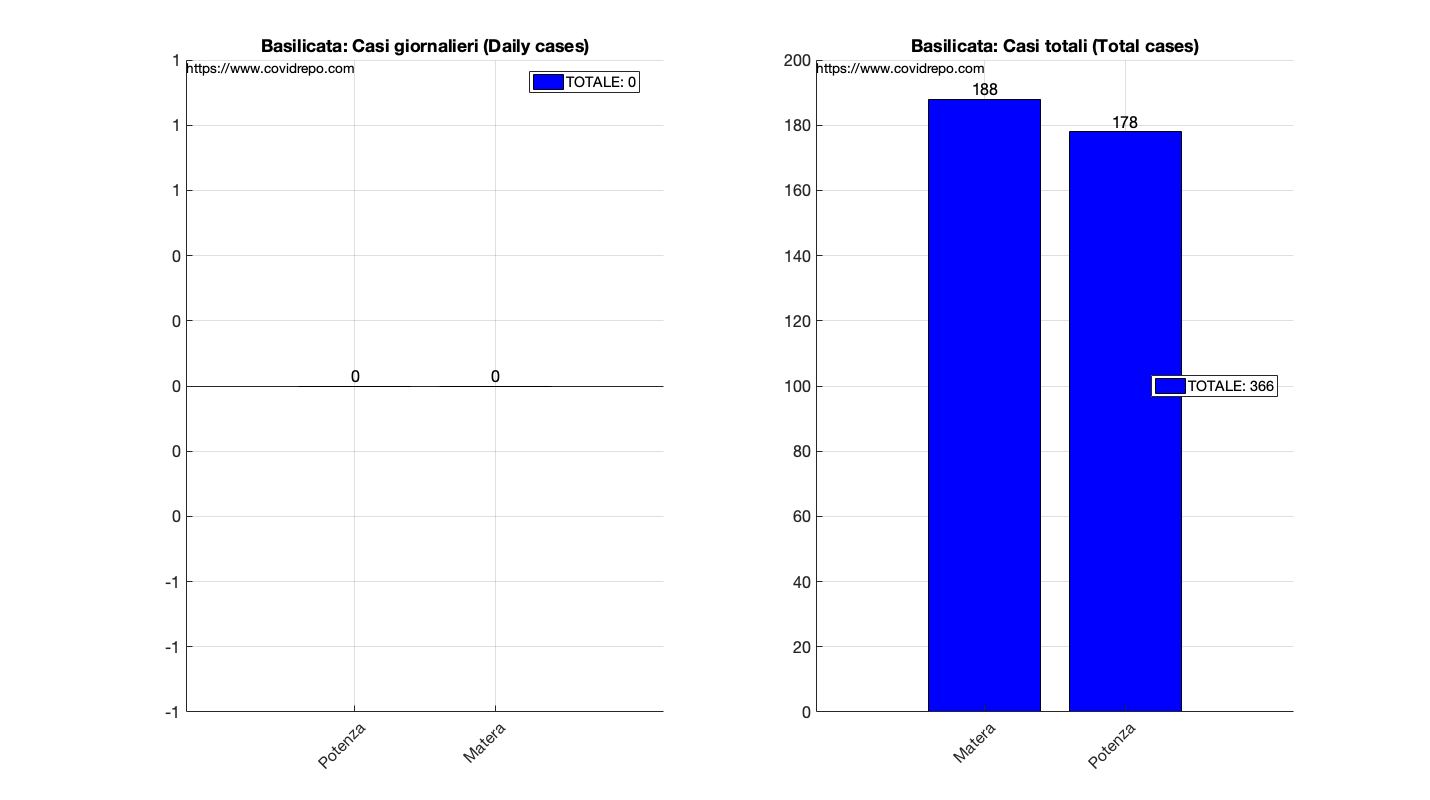 Basilicata: Casi giornalieri (Daily cases)
https://www.covidrepo.com
TOTALE: 0
1
1
1
0
0
0
0
0
-1
-1
-1
0
0
Potenza
Matera
Basilicata: Casi totali (Total cases)
https://www.covidrepo.com
200
180
160
140
120
100
80
60
40
20
0
188
178
TOTALE: 366
Matera
Potenza